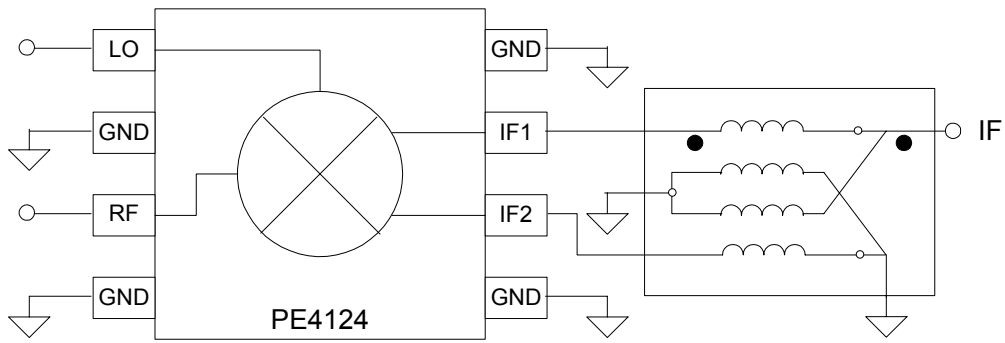 LO
GND
GND
IF1
IF
RF
IF2
GND
GND
PE4124